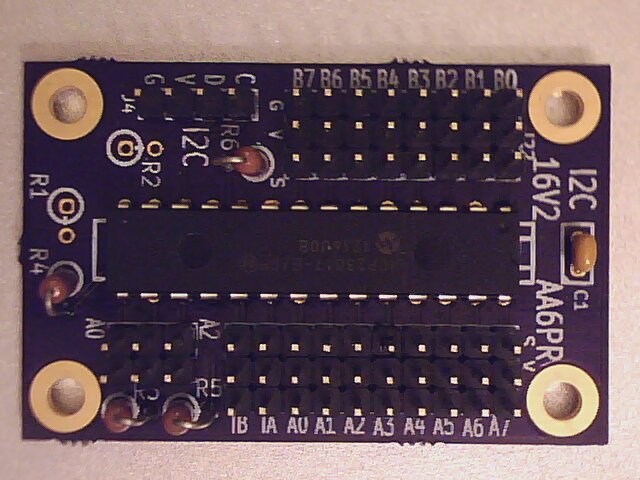 G V D C
B7 B6 B5 B4 B3 B2 B1 B0
J4
G
V
S
I2C
R6
R2
R1
R4
I2C
16V2
AA6PR
C1
A0
A2
R5
S V
IB IA A0 A1 A2 A3 A4 A5 A6 A7